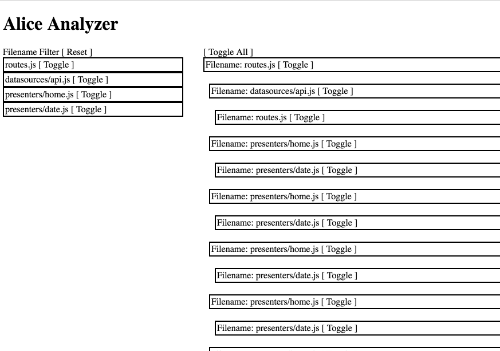 Alice Analyzer
Filename Filter [ Reset ]
routes.js [ Toggle ]
datasources/api.js [ Toggle ]
presenters/home.js [ Toggle ]
presenters/date.js [ Toggle ]
[ Toggle All ]
Filename: routes.js [ Toggle ]
Filename: datasources/api.js [ Toggle ]
Filename: routes.js [ Toggle ]
Filename: presenters/home.js [ Toggle ]
Filename: presenters/date.js [ Toggle ]
Filename: presenters/home.js [ Toggle ]
Filename: presenters/date.js [ Toggle ]
Filename: presenters/home.js [ Toggle ]
Filename: presenters/date.js [ Toggle ]
Filename: presenters/home.js [ Toggle ]
Filename: presenters/date.js [ Toggle ]